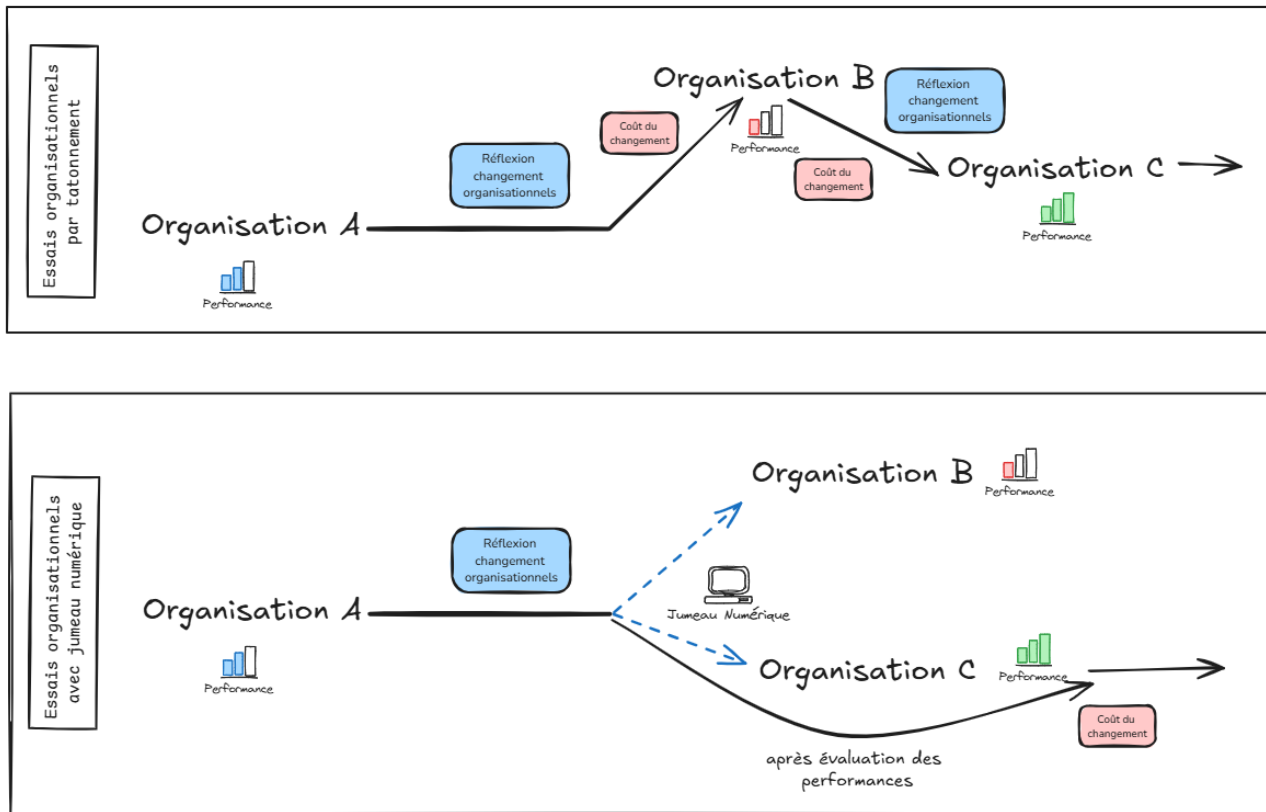 Essais organisationnels
par tatonnement
Organisation A
Performance
Réflexion
changement
organisationnels
Coût du
changement
Organisation B
Performance
Réflexion
changement
organisationnels
Coût du
changement
Organisation C
Performance
Essais organisationnels
avec jumeau numérique
Organisation A
Performance
Réflexion
changement
organisationnels
Organisation B
Performance
Jumeau Numérique
Organisation C
Performance
Coût du
changement
après évaluation des
performances